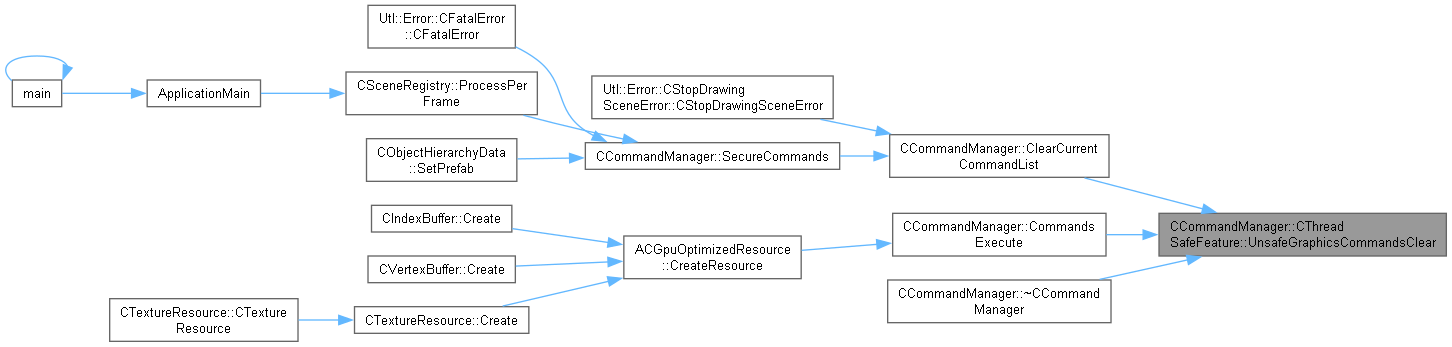 Utl::Error::CFatalError
::CFatalError
main
ApplicationMain
CSceneRegistry::ProcessPer
Frame
Utl::Error::CStopDrawing
SceneError::CStopDrawingSceneError
CObjectHierarchyData
::SetPrefab
CCommandManager::SecureCommands
CCommandManager::ClearCurrent
CommandList
CIndexBuffer::Create
CVertexBuffer::Create
CTextureResource::CTexture
Resource
CTextureResource::Create
ACGpuOptimizedResource
::CreateResource
CCommandManager::Commands
Execute
CCommandManager::~CCommand
Manager
CCommandManager::CThread
SafeFeature::UnsafeGraphicsCommandsClear